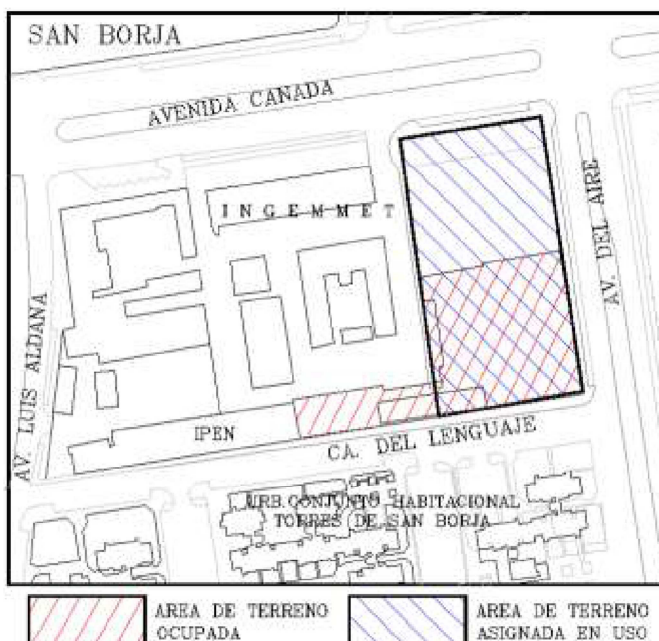 SAN BORJA
AVENIDA CANADA
INGEMMET
AV. DEL AIRE
AV. LUIS ALDANA
IPEN
CA. DEL LENGUAJE
URB. CONJUNTO HABITACIONAL
TORRES DE SAN BORJA
AREA DE TERRENO
OCUPADA
AREA DE TERRENO
ASIGNADA EN USO